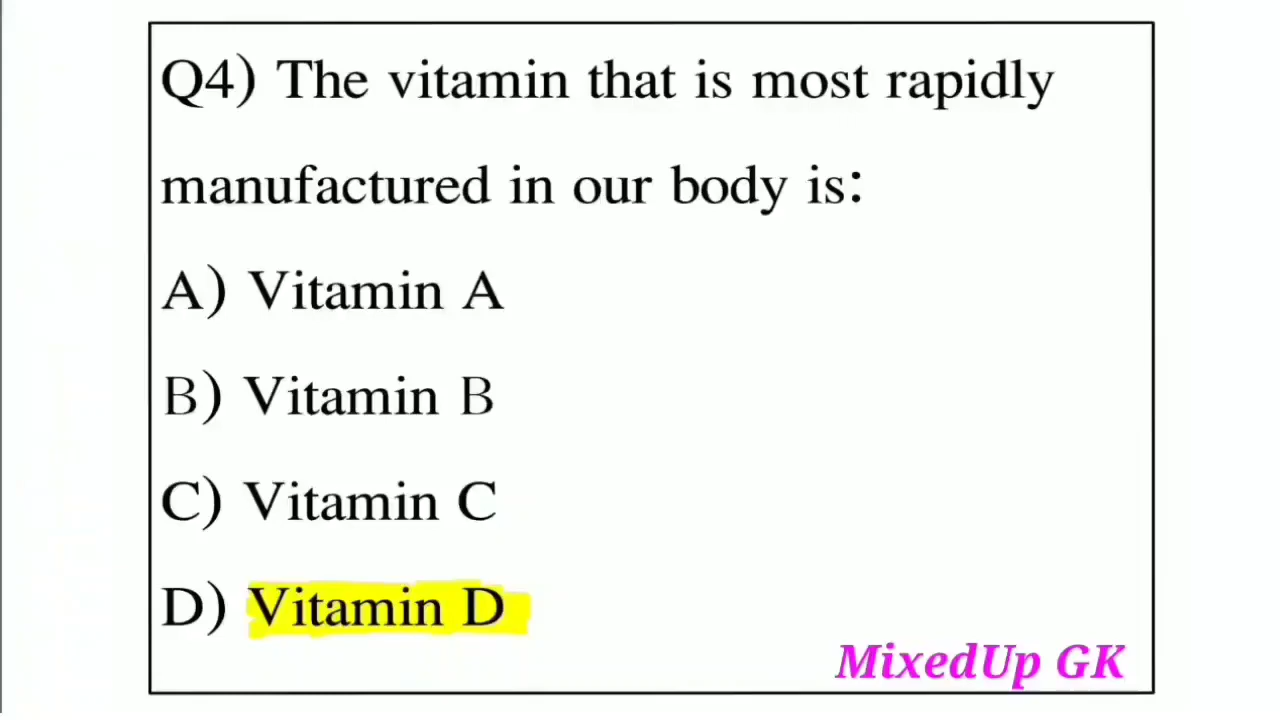 Q4) The vitamin that is most rapidly
manufactured in our body is:
A) Vitamin A
B) Vitamin B
C) Vitamin C
D) Vitamin D
MixedUp GK